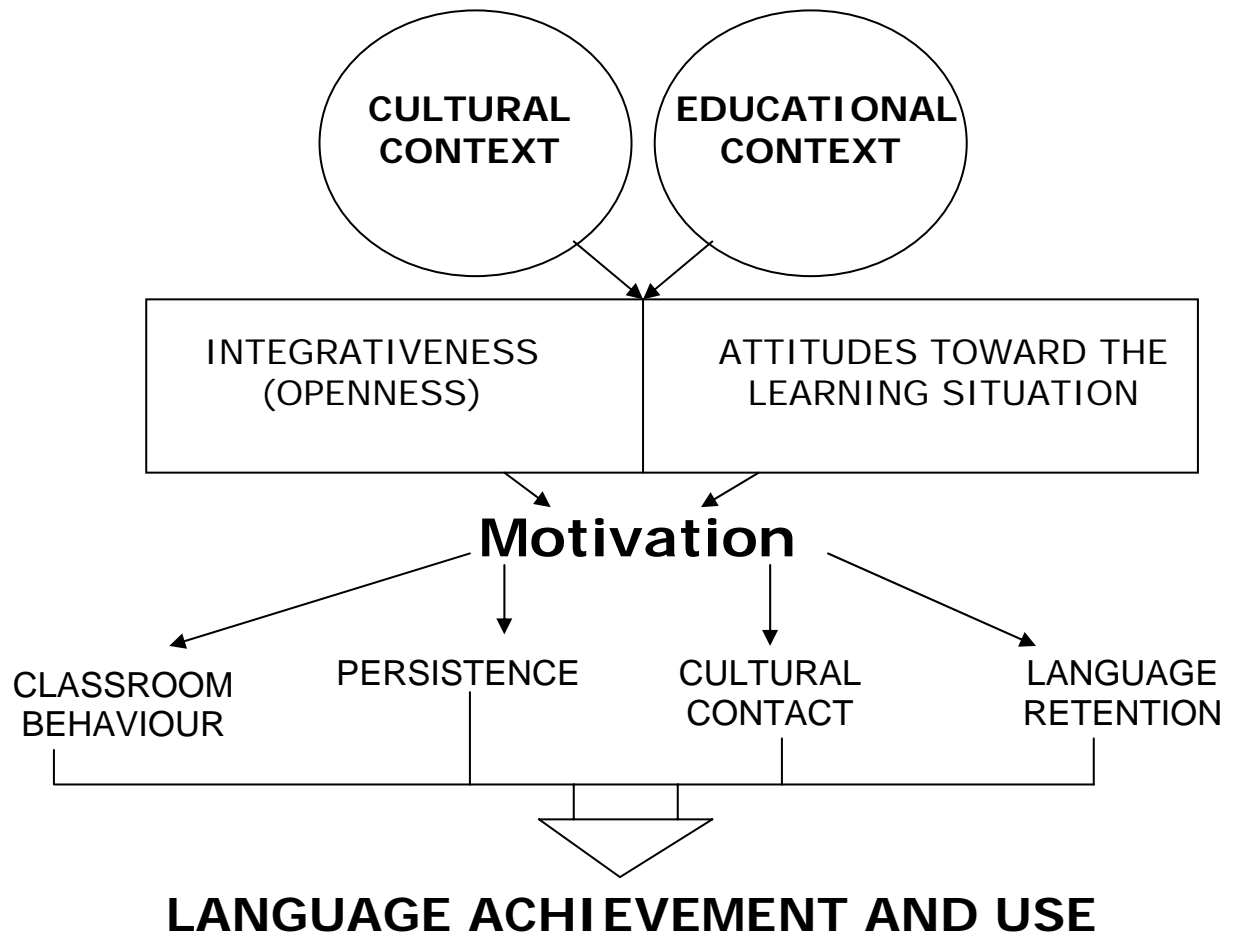 CULTURAL
CONTEXT
EDUCATIONAL
CONTEXT
INTEGRATIVENESS
(OPENNESS)
ATTITUDES TOWARD THE
LEARNING SITUATION
Motivation
CLASSROOM
BEHAVIOUR
PERSISTENCE
CULTURAL
CONTACT
LANGUAGE
RETENTION
LANGUAGE ACHIEVEMENT AND USE